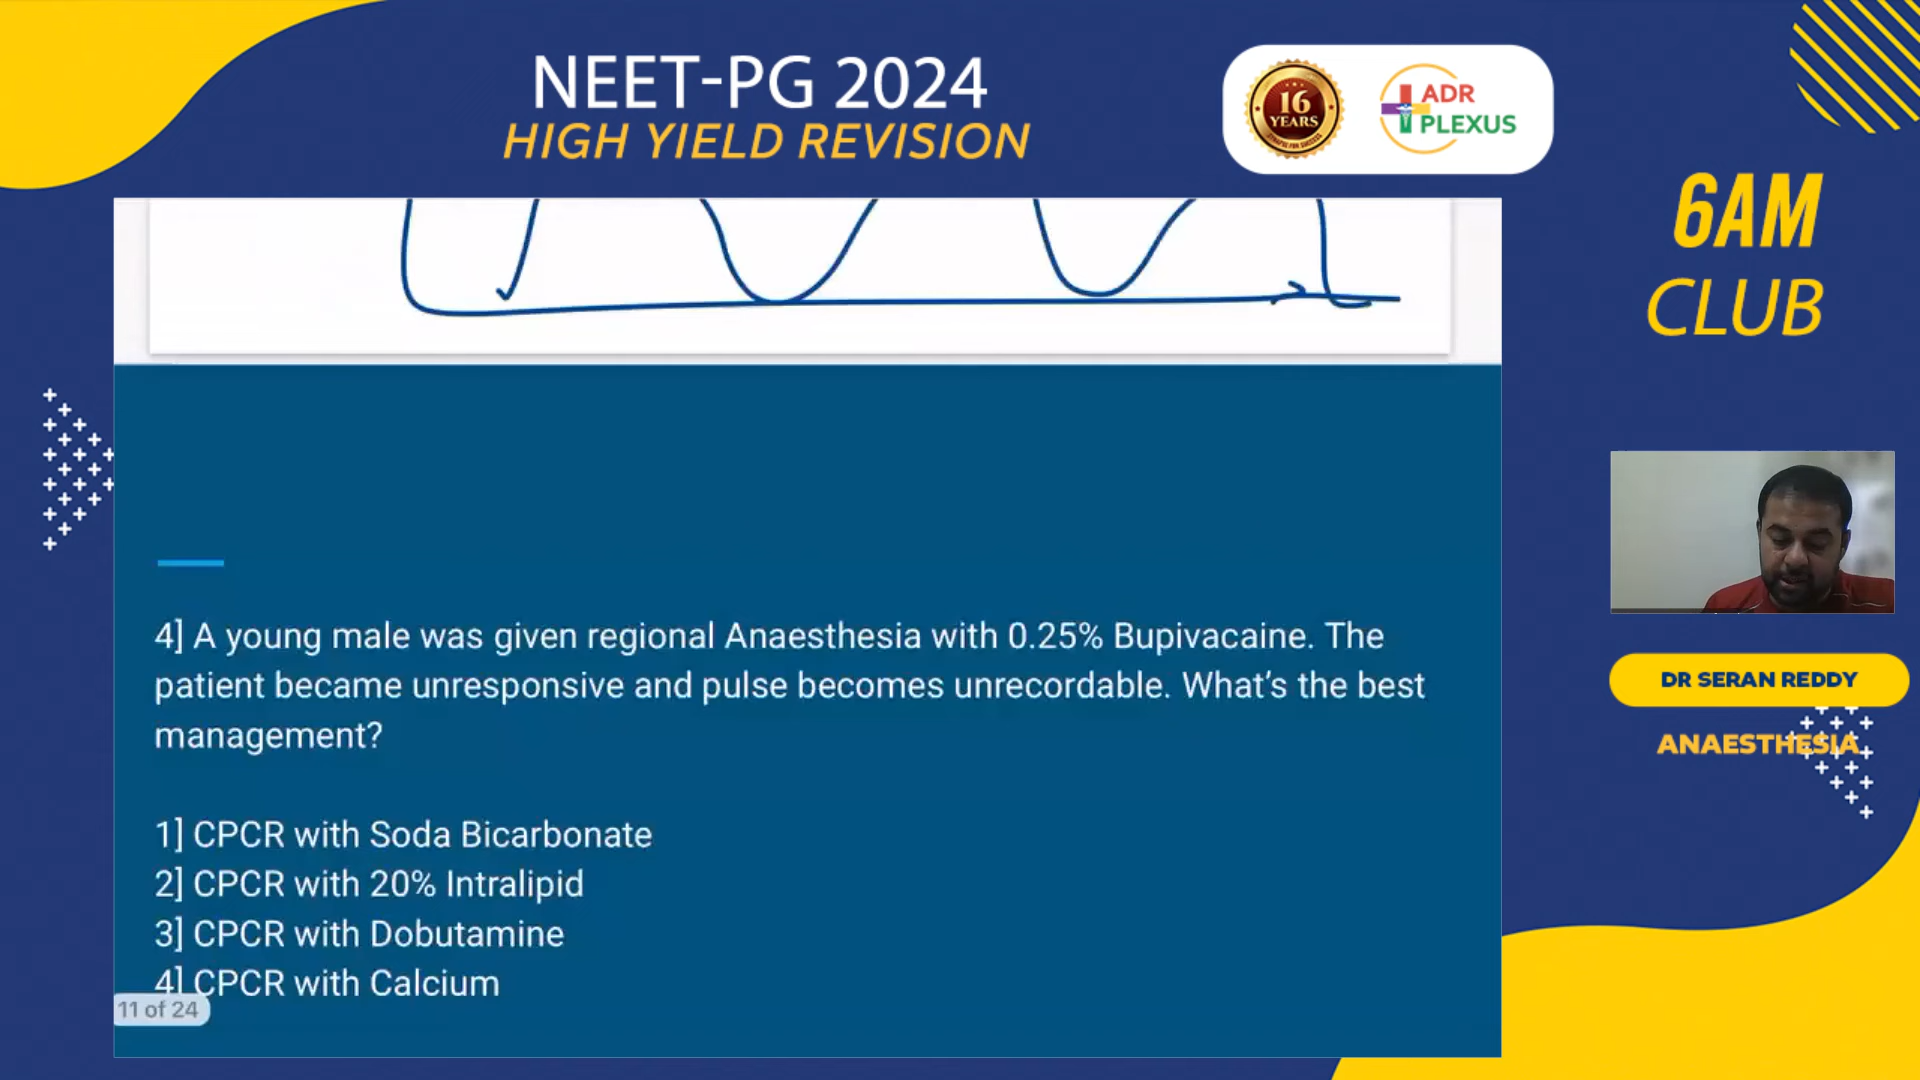 NEET-PG 2024
HIGH YIELD REVISION
16
YEARS
ADR
PLEXUS
6AM
CLUB
4] A young male was given regional Anaesthesia with 0.25% Bupivacaine. The
patient became unresponsive and pulse becomes unrecordable. What's the best
management?
1] CPCR with Soda Bicarbonate
2] CPCR with 20% Intralipid
3] CPCR with Dobutamine
4] CPCR with Calcium
11 of 24
DR SERAN REDDY
ANAESTHESIA